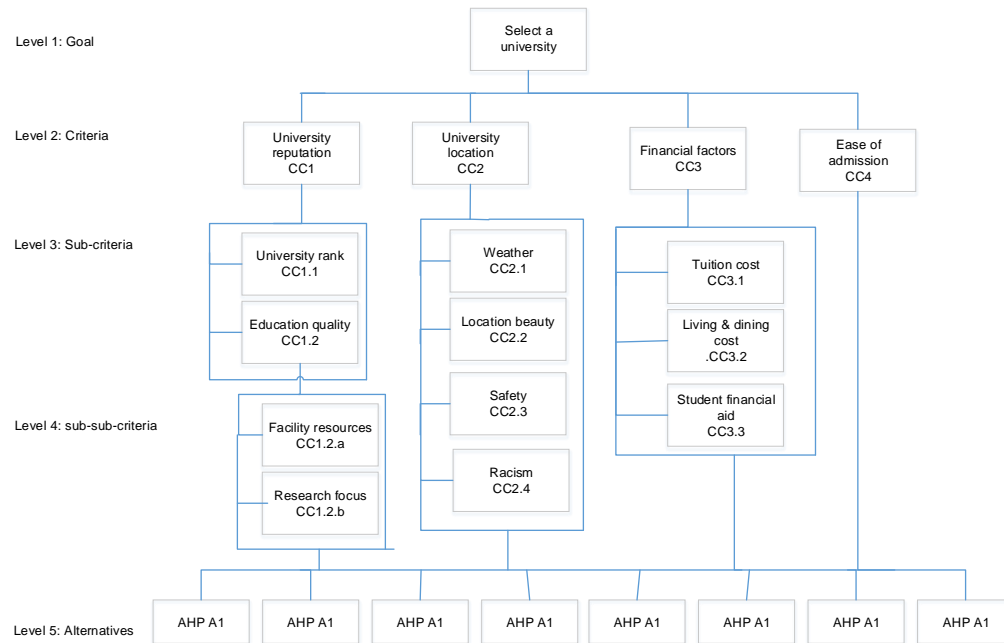 Level 1: Goal
Select a
university
Level 2: Criteria
University
reputation
CC1
University
location
CC2
Financial factors
CC3
Ease of
admission
CC4
Level 3: Sub-criteria
University rank
CC1.1
Education quality
CC1.2
Weather
CC2.1
Location beauty
CC2.2
Safety
CC2.3
Racism
CC2.4
Tuition cost
CC3.1
Living & dining
cost
.CC3.2
Student financial
aid
CC3.3
Level 4: sub-sub-criteria
Facility resources
CC1.2.a
Research focus
CC1.2.b
Level 5: Alternatives
AHP A1
AHP A1
AHP A1
AHP A1
AHP A1
AHP A1
AHP A1
AHP A1